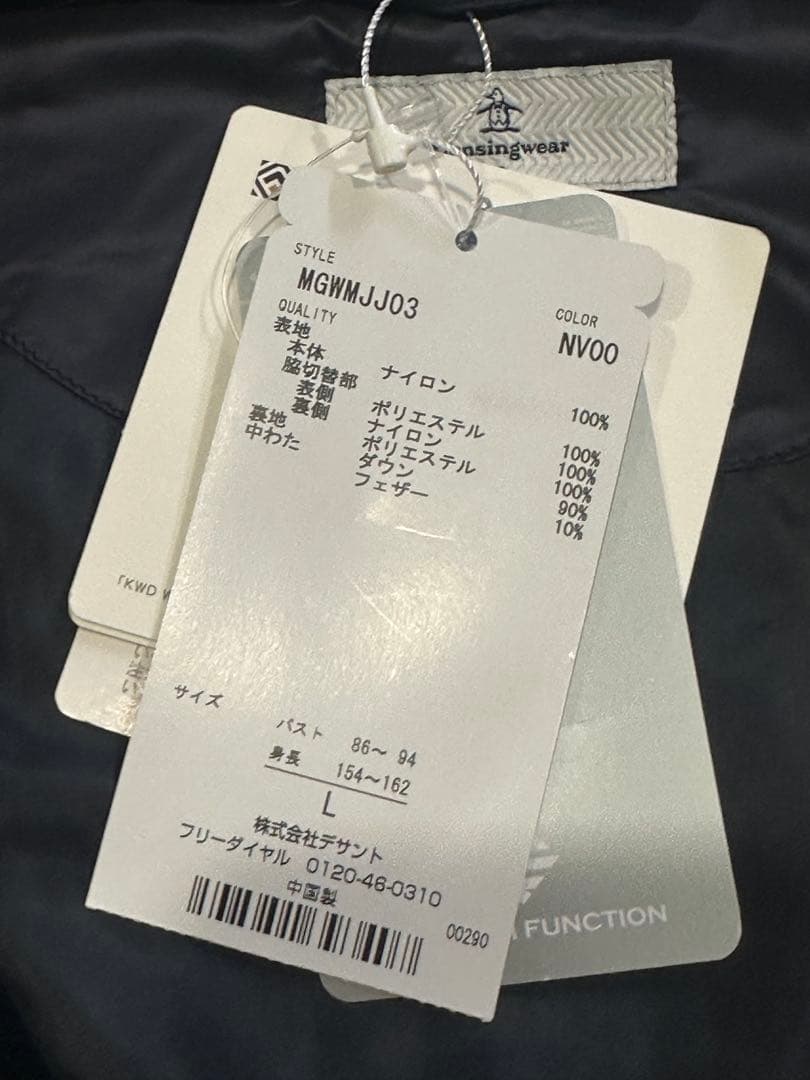 Munsingwear
STYLE
MGWMJJ03
COLOR
NV00
QUALITY
表地
本体 ナイロン 100%
脇切替部
表側 ポリエステル 100%
裏側 ナイロン 100%
裏地 ポリエステル 100%
中わた ダウン 90%
フェザー 10%
サイズ
バスト 86～ 94
身長 154～162
L
株式会社デサント
フリーダイヤル 0120-46-0310
中国製
00290
「KWD
FUNCTION